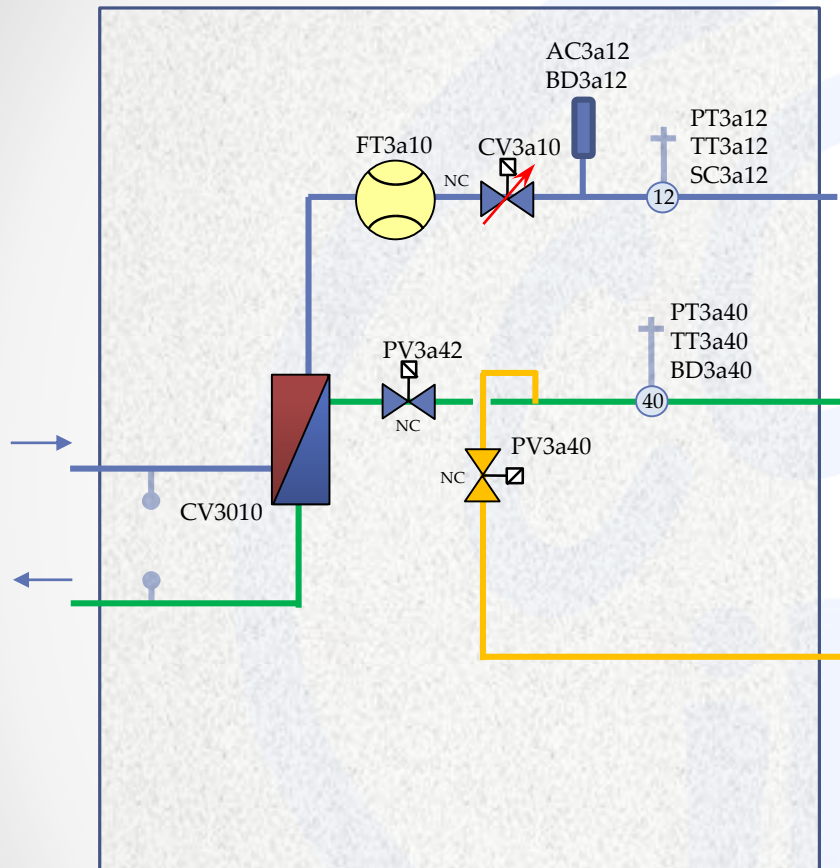 AC3a12
BD3a12
FT3a10
CV3a10
NC
PT3a12
TT3a12
SC3a12
12
PV3a42
NC
PT3a40
TT3a40
BD3a40
40
PV3a40
NC
CV3010